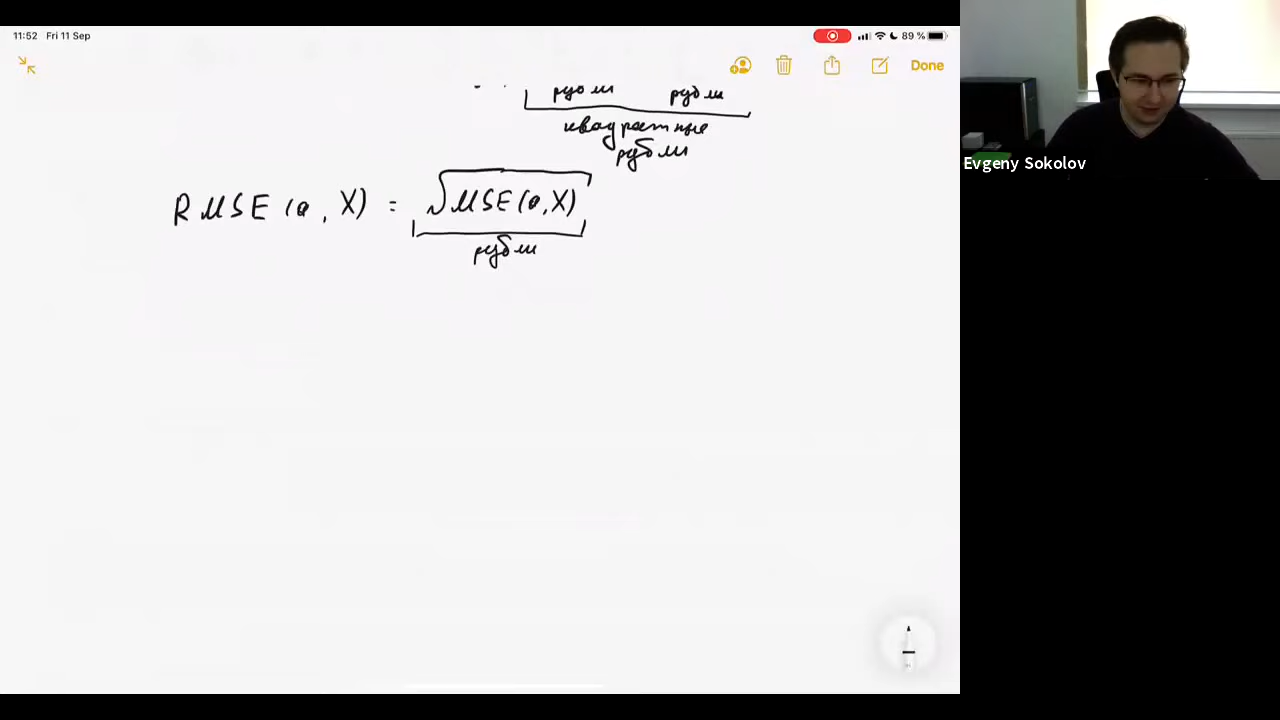 11:52 Fri 11 Sep 89 %
Done
рубли рубли
квадратные
рубли
RMSE(a, X) = √MSE(a, X)
рубли
Evgeny Sokolov